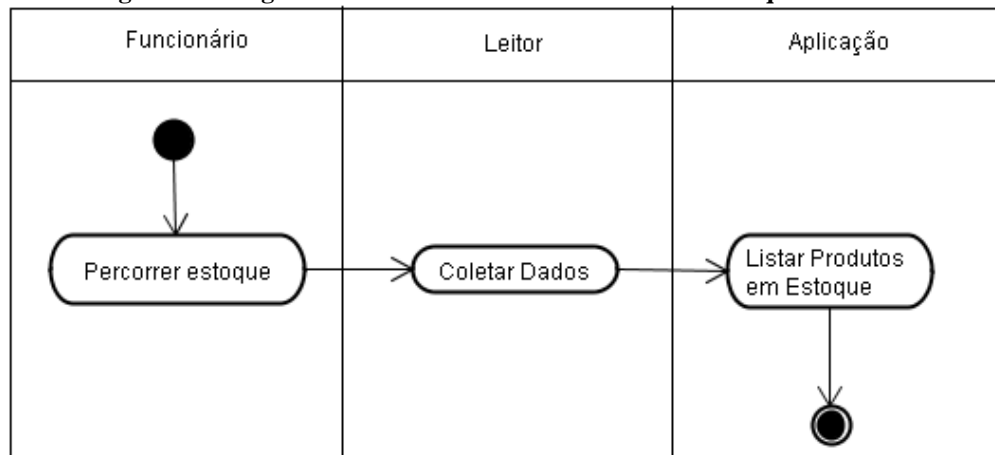 Funcionário
Leitor
Aplicação
Percorrer estoque
Coletar Dados
Listar Produtos
em Estoque